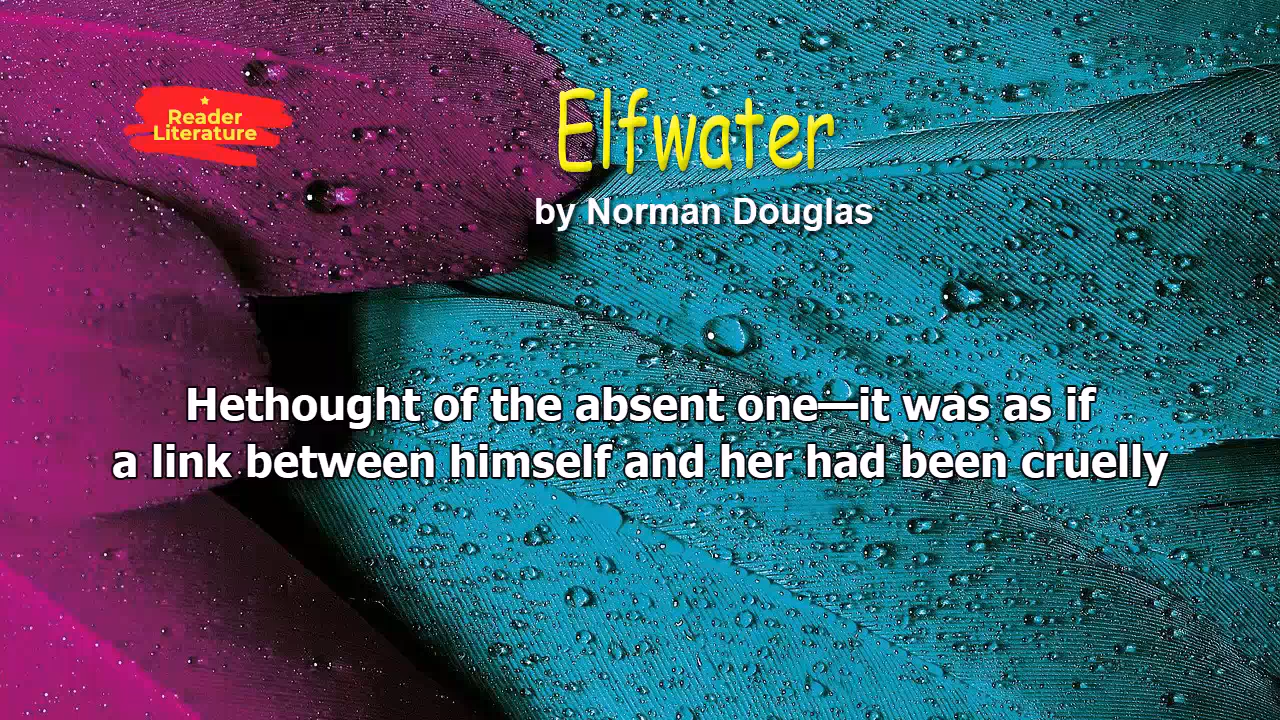 Reader
Literature
Elfwater
by Norman Douglas
Hethought of the absent one—it was as if
a link between himself and her had been cruelly